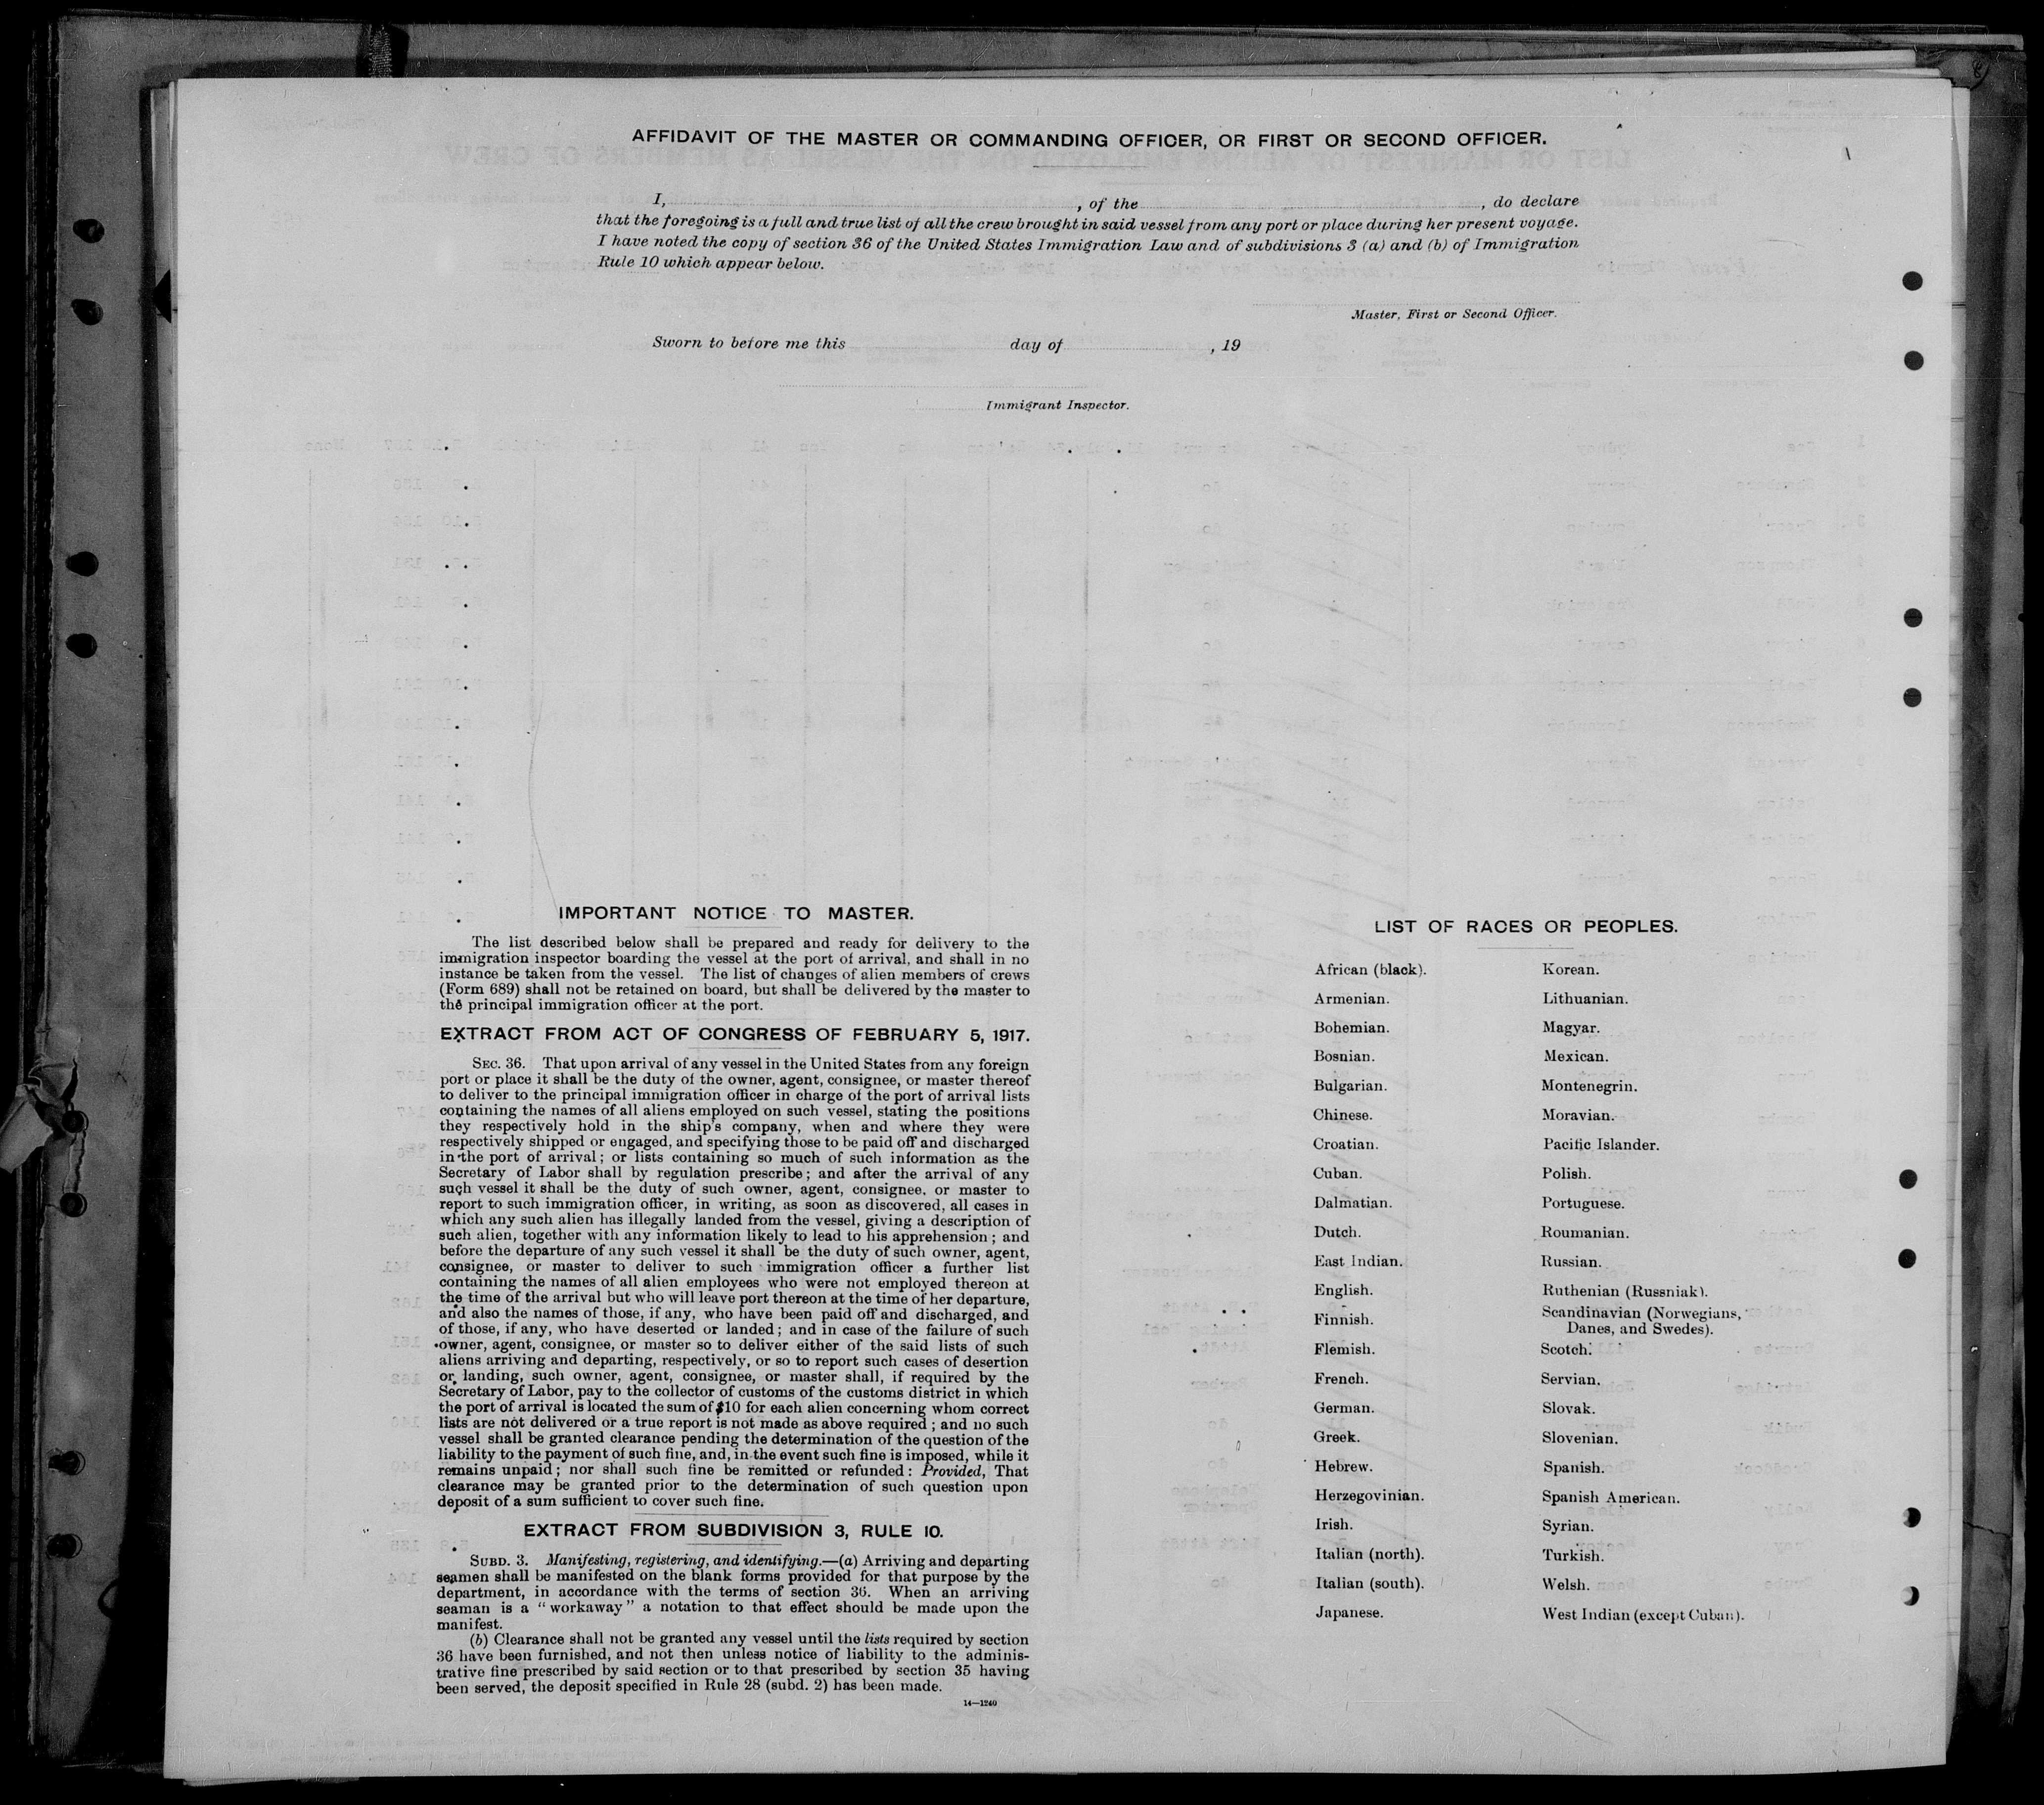 AFFIDAVIT OF THE MASTER OR COMMANDING OFFICER, OR FIRST OR SECOND OFFICER.
I, , of the , do declare
that the foregoing is a full and true list of all the crew brought in said vessel from any port or place during her present voyage.
I have noted the copy of section 36 of the United States Immigration Law and of subdivisions 3 (a) and (b) of Immigration
Rule 10 which appear below.
Master, First or Second Officer.
Sworn to before me this day of , 19
Immigrant Inspector.
IMPORTANT NOTICE TO MASTER.
The list described below shall be prepared and ready for delivery to the
immigration inspector boarding the vessel at the port of arrival, and shall in no
instance be taken from the vessel. The list of changes of alien members of crews
(Form 689) shall not be retained on board, but shall be delivered by the master to
the principal immigration officer at the port.
EXTRACT FROM ACT OF CONGRESS OF FEBRUARY 5, 1917.
SEC. 36. That upon arrival of any vessel in the United States from any foreign
port or place it shall be the duty of the owner, agent, consignee, or master thereof
to deliver to the principal immigration officer in charge of the port of arrival lists
containing the names of all aliens employed on such vessel, stating the positions
they respectively hold in the ship's company, when and where they were
respectively shipped or engaged, and specifying those to be paid off and discharged
in the port of arrival; or lists containing so much of such information as the
Secretary of Labor shall by regulation prescribe; and after the arrival of any
such vessel it shall be the duty of such owner, agent, consignee, or master to
report to such immigration officer, in writing, as soon as discovered, all cases in
which any such alien has illegally landed from the vessel, giving a description of
such alien, together with any information likely to lead to his apprehension; and
before the departure of any such vessel it shall be the duty of such owner, agent,
consignee, or master to deliver to such immigration officer a further list
containing the names of all alien employees who were not employed thereon at
the time of the arrival but who will leave port thereon at the time of her departure,
and also the names of those, if any, who have been paid off and discharged, and
of those, if any, who have deserted or landed; and in case of the failure of such
owner, agent, consignee, or master so to deliver either of the said lists of such
aliens arriving and departing, respectively, or so to report such cases of desertion
or landing, such owner, agent, consignee, or master shall, if required by the
Secretary of Labor, pay to the collector of customs of the customs district in which
the port of arrival is located the sum of $10 for each alien concerning whom correct
lists are not delivered or a true report is not made as above required; and no such
vessel shall be granted clearance pending the determination of the question of the
liability to the payment of such fine, and, in the event such fine is imposed, while it
remains unpaid; nor shall such fine be remitted or refunded: Provided, That
clearance may be granted prior to the determination of such question upon
deposit of a sum sufficient to cover such fine.
EXTRACT FROM SUBDIVISION 3, RULE 10.
SUBD. 3. Manifesting, registering, and identifying.—(a) Arriving and departing
seamen shall be manifested on the blank forms provided for that purpose by the
department, in accordance with the terms of section 36. When an arriving
seaman is a "workaway" a notation to that effect should be made upon the
manifest.
(b) Clearance shall not be granted any vessel until the lists required by section
36 have been furnished, and not then unless notice of liability to the adminis-
trative fine prescribed by said section or to that prescribed by section 35 having
been served, the deposit specified in Rule 28 (subd. 2) has been made.
14—1240
LIST OF RACES OR PEOPLES.
African (black).
Armenian.
Bohemian.
Bosnian.
Bulgarian.
Chinese.
Croatian.
Cuban.
Dalmatian.
Dutch.
East Indian.
English.
Finnish.
Flemish.
French.
German.
Greek.
Hebrew.
Herzegovinian.
Irish.
Italian (north).
Italian (south).
Japanese.
Korean.
Lithuanian.
Magyar.
Mexican.
Montenegrin.
Moravian.
Pacific Islander.
Polish.
Portuguese.
Roumanian.
Russian.
Ruthenian (Russniak).
Scandinavian (Norwegians,
Danes, and Swedes).
Scotch.
Servian.
Slovak.
Slovenian.
Spanish.
Spanish American.
Syrian.
Turkish.
Welsh.
West Indian (except Cuban).